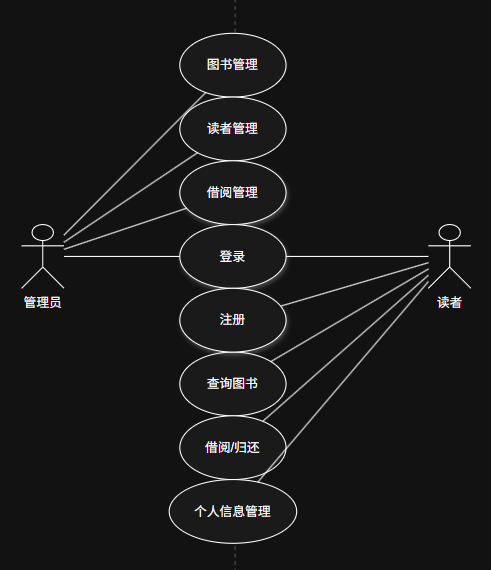 图书管理
读者管理
借阅管理
登录
管理员
读者
注册
查询图书
借阅/归还
个人信息管理